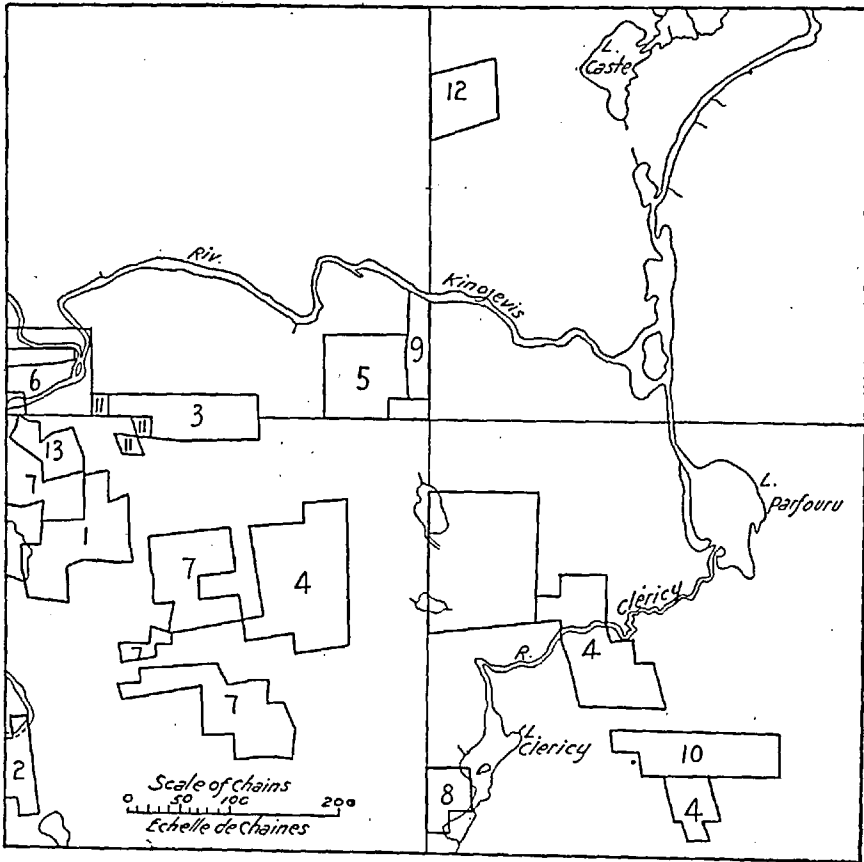 L.
Caste
12
Riv.
Kinojevis
9
5
6
11
3
11
11
13
7
1
L.
Parfouru
7
4
Clericy
7
R.
4
7
L.
Clericy
10
2
8
4
Scale of chains
0 50 100 200
Echelle de Chaines